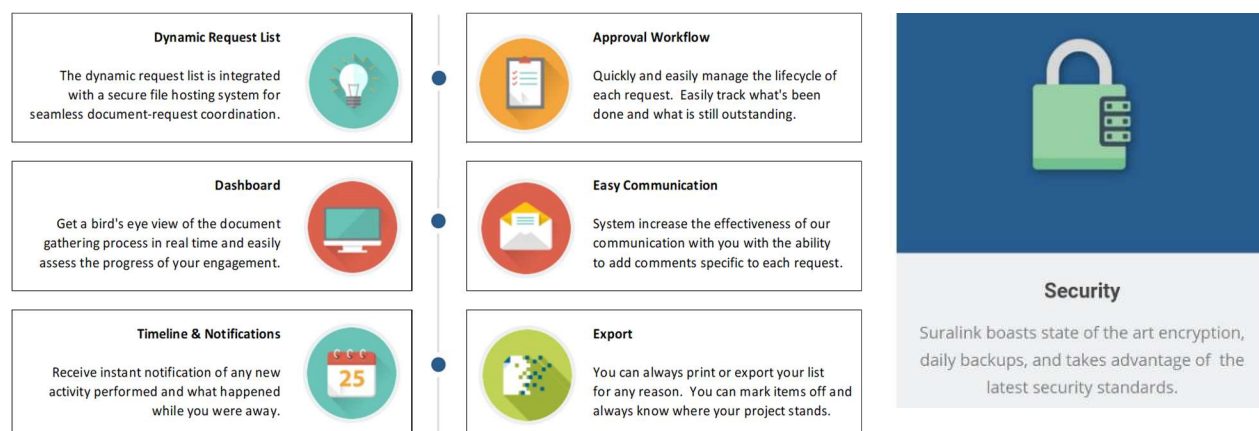 Dynamic Request List
The dynamic request list is integrated
with a secure file hosting system for
seamless document-request coordination.
Approval Workflow
Quickly and easily manage the lifecycle of
each request.  Easily track what's been
done and what is still outstanding.
Dashboard
Get a bird's eye view of the document
gathering process in real time and easily
assess the progress of your engagement.
Easy Communication
System increase the effectiveness of our
communication with you with the ability
to add comments specific to each request.
Timeline & Notifications
Receive instant notification of any new
activity performed and what happened
while you were away.
25
Export
You can always print or export your list
for any reason.  You can mark items off and
always know where your project stands.
Security
Suralink boasts state of the art encryption,
daily backups, and takes advantage of  the
latest security standards.